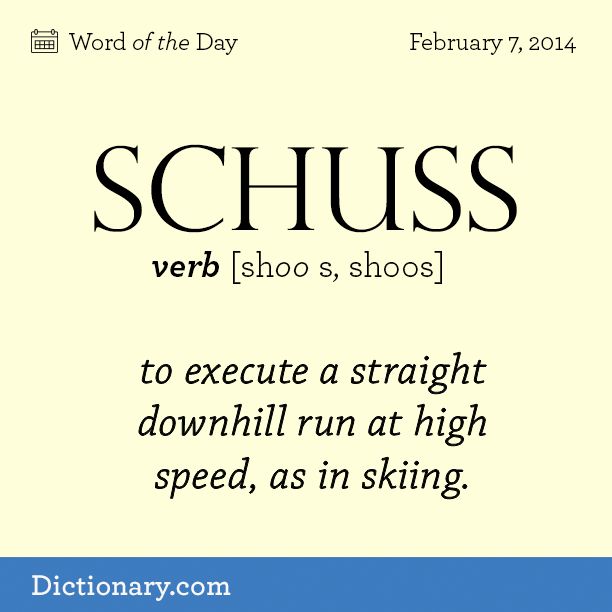 Word of the Day
February 7, 2014
SCHUSS
verb [shoo s, shoos]
to execute a straight
downhill run at high
speed, as in skiing.
Dictionary.com